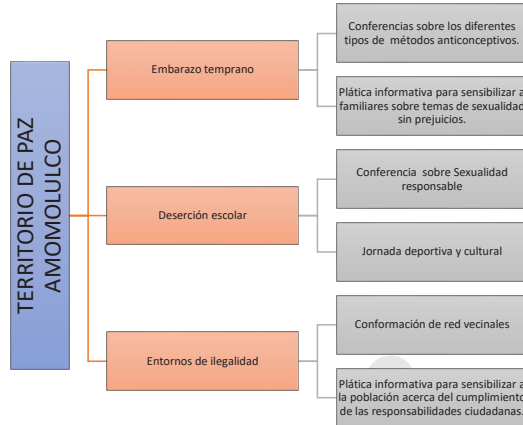 TERRITORIO DE PAZ
AMOMOLULCO
Embarazo temprano
Conferencias sobre los diferentes
tipos de métodos anticonceptivos.
Plática informativa para sensibilizar a
familiares sobre temas de sexualidad
sin prejuicios.
Deserción escolar
Conferencia sobre Sexualidad
responsable
Jornada deportiva y cultural
Entornos de ilegalidad
Conformación de red vecinales
Plática informativa para sensibilizar a
la población acerca del cumplimiento
de las responsabilidades ciudadanas.